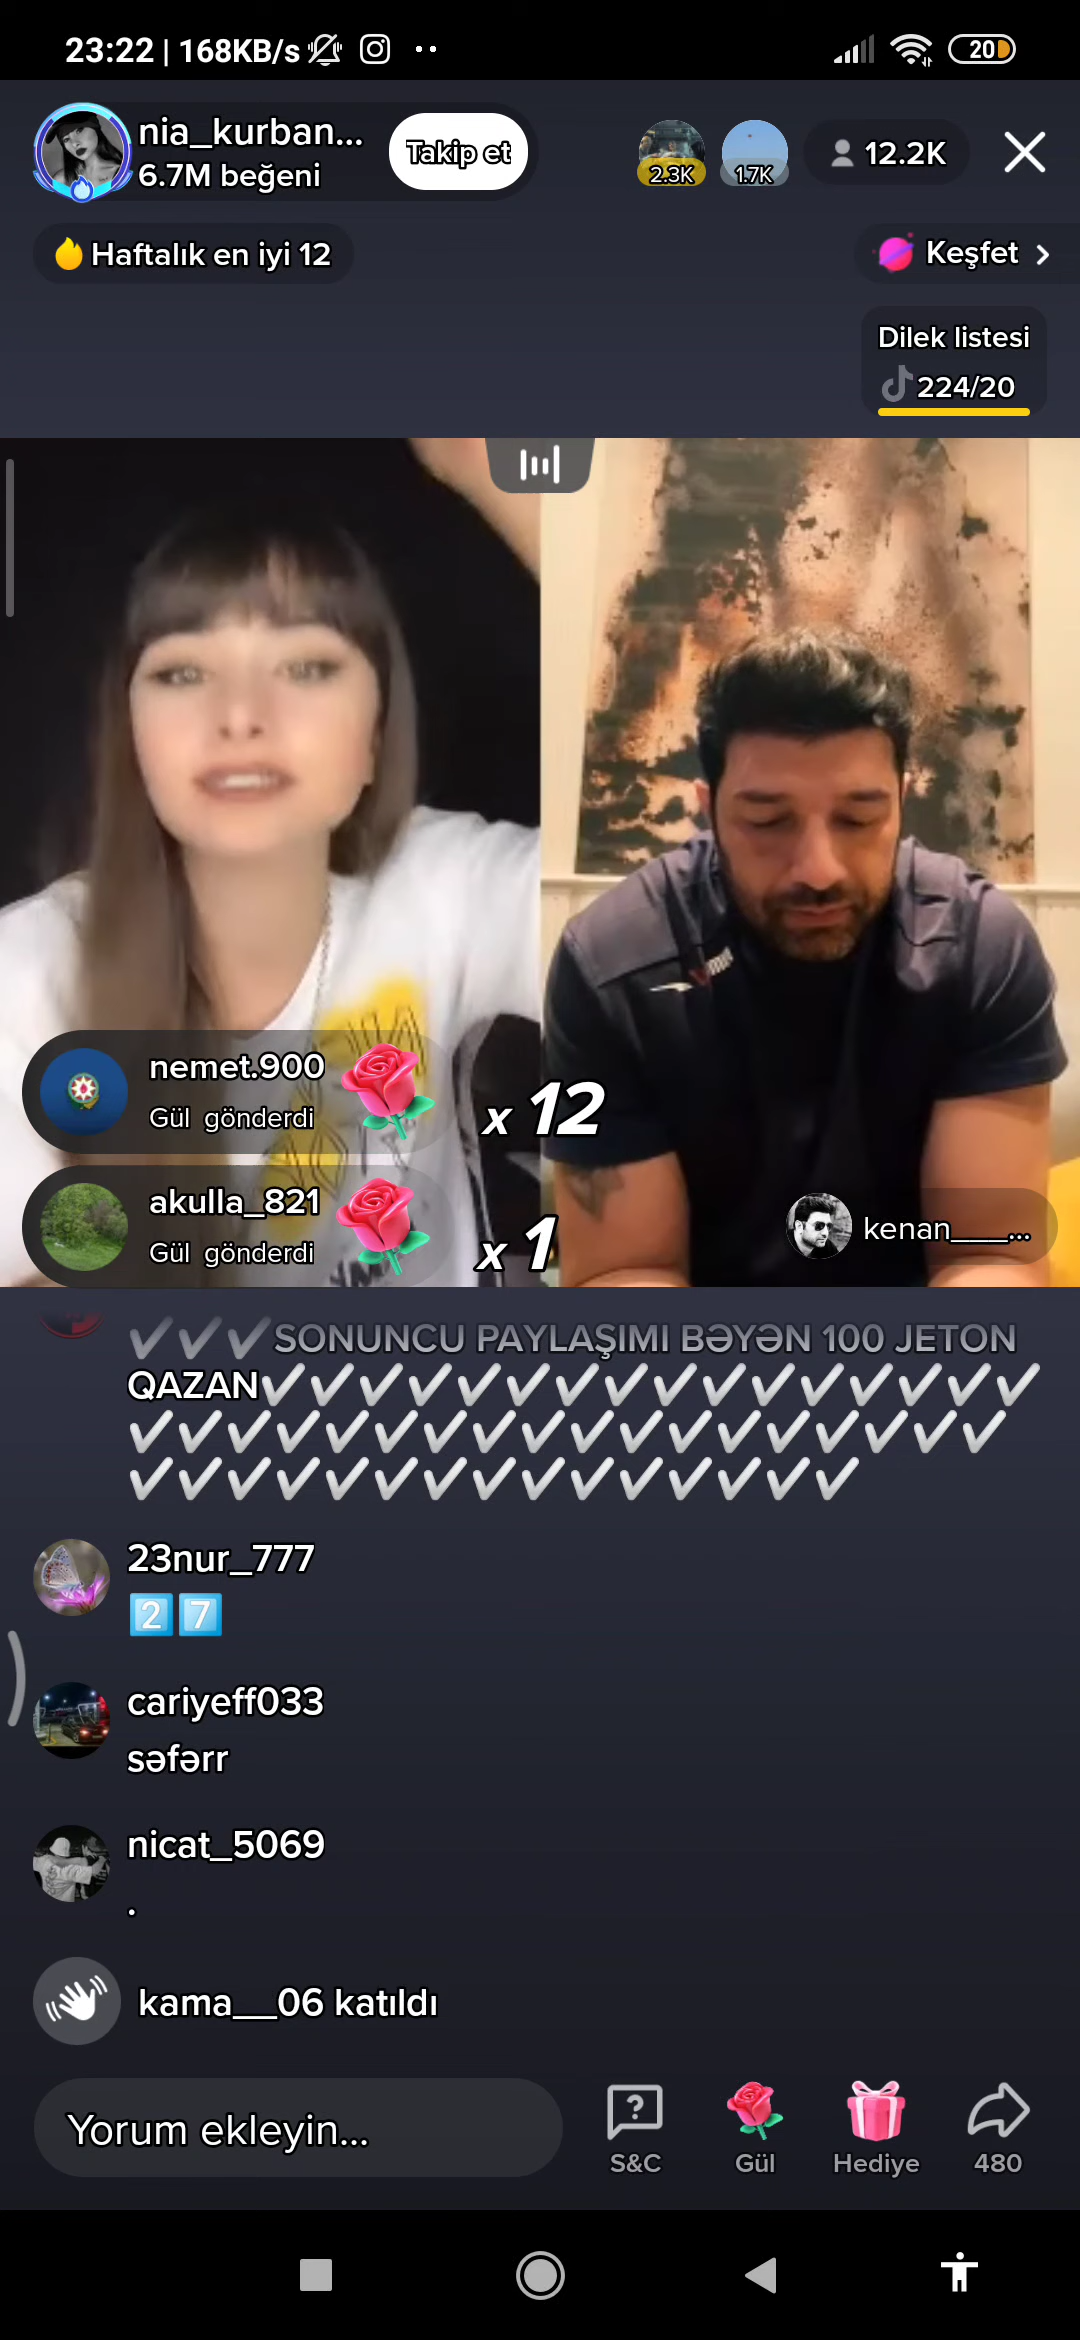 23:22 | 168KB/s
20
nia_kurban...
6.7M beğeni
Takip et
2.3K
1.7K
12.2K
Haftalık en iyi 12
Keşfet
Dilek listesi
224/20
nemet.900
Gül gönderdi
x 12
akulla_821
Gül gönderdi
x 1
kenan___...
✔✔✔SONUNCU PAYLAŞIMI BƏYƏN 100 JETON
QAZAN✔✔✔✔✔✔✔✔✔✔✔✔✔✔✔✔
✔✔✔✔✔✔✔✔✔✔✔✔✔✔✔✔✔✔
✔✔✔✔✔✔✔✔✔✔✔✔✔✔✔
23nur_777
2️⃣7️⃣
cariyeff033
səfərr
nicat_5069
.
kama__06 katıldı
Yorum ekleyin...
S&C
Gül
Hediye
480